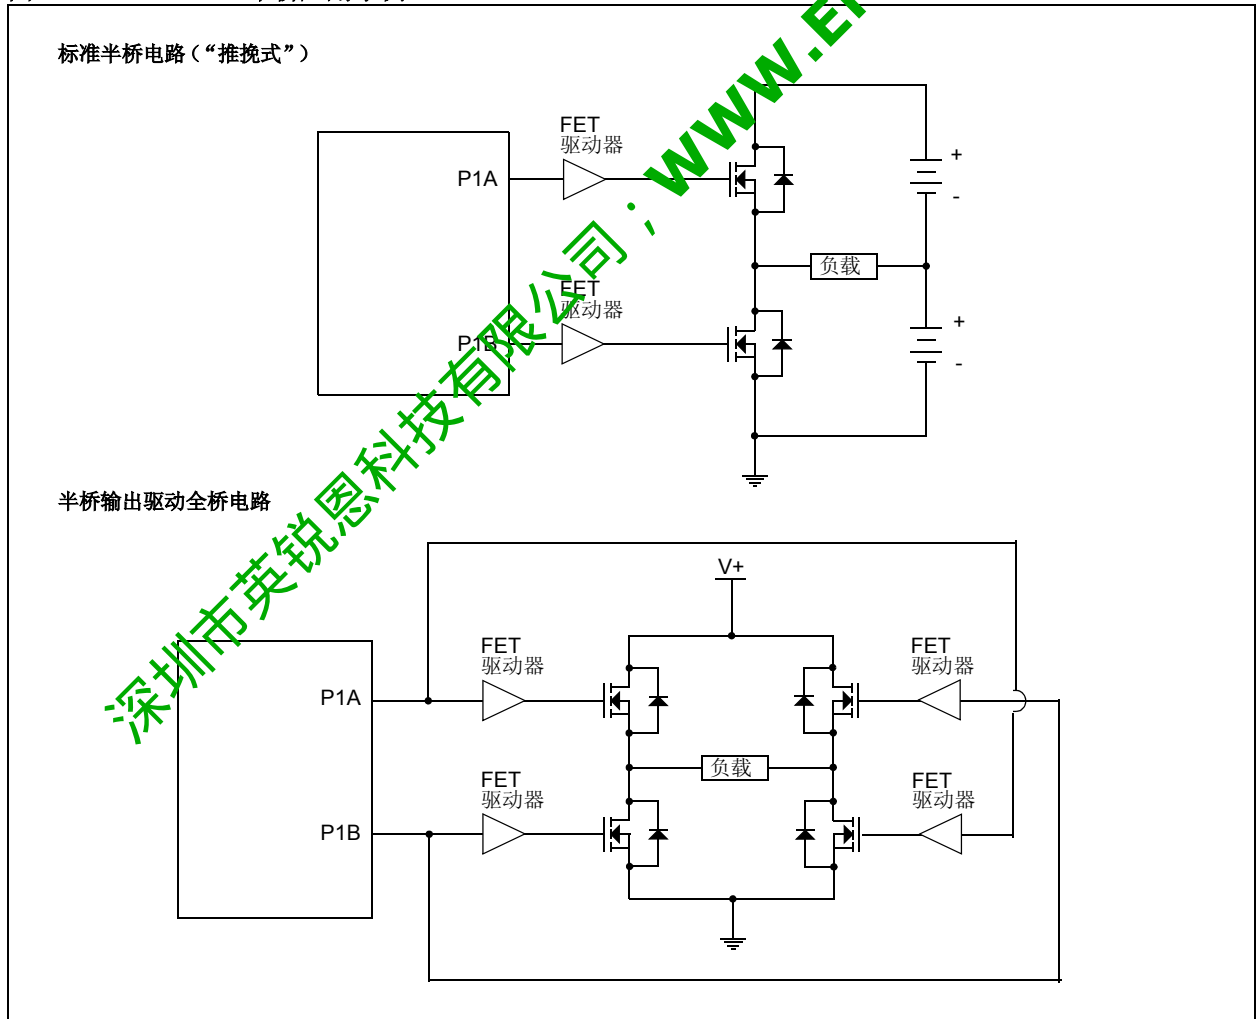 标准半桥电路（“推挽式”）
FET
驱动器
P1A
+
-
负载
FET
驱动器
P1B
+
-
半桥输出驱动全桥电路
V+
FET
驱动器
FET
驱动器
P1A
负载
FET
驱动器
FET
驱动器
P1B
深圳市英锐恩科技有限公司；www.